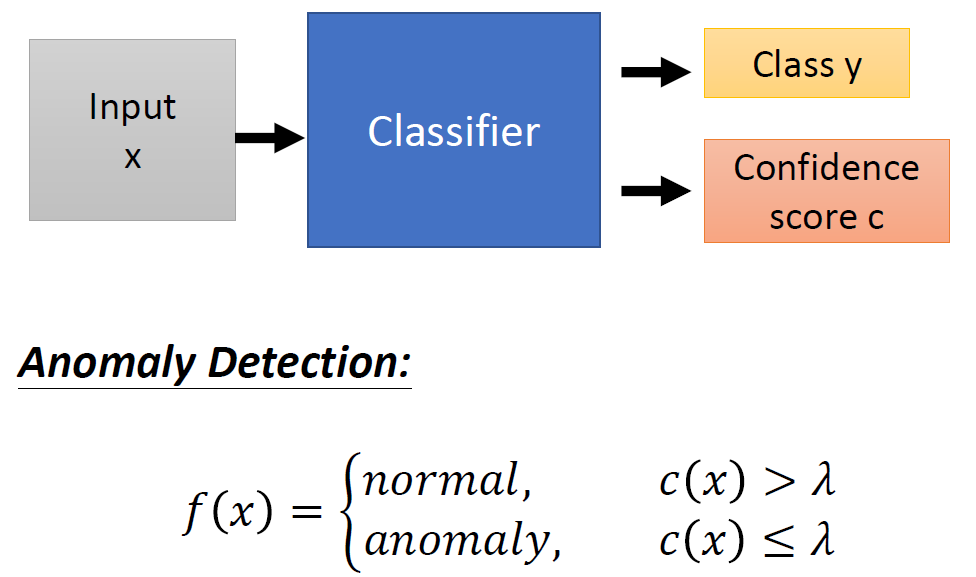 Input
x
Classifier
Class y
Confidence
score c
Anomaly Detection:
f(x) = {normal, c(x) > λ
anomaly, c(x) ≤ λ